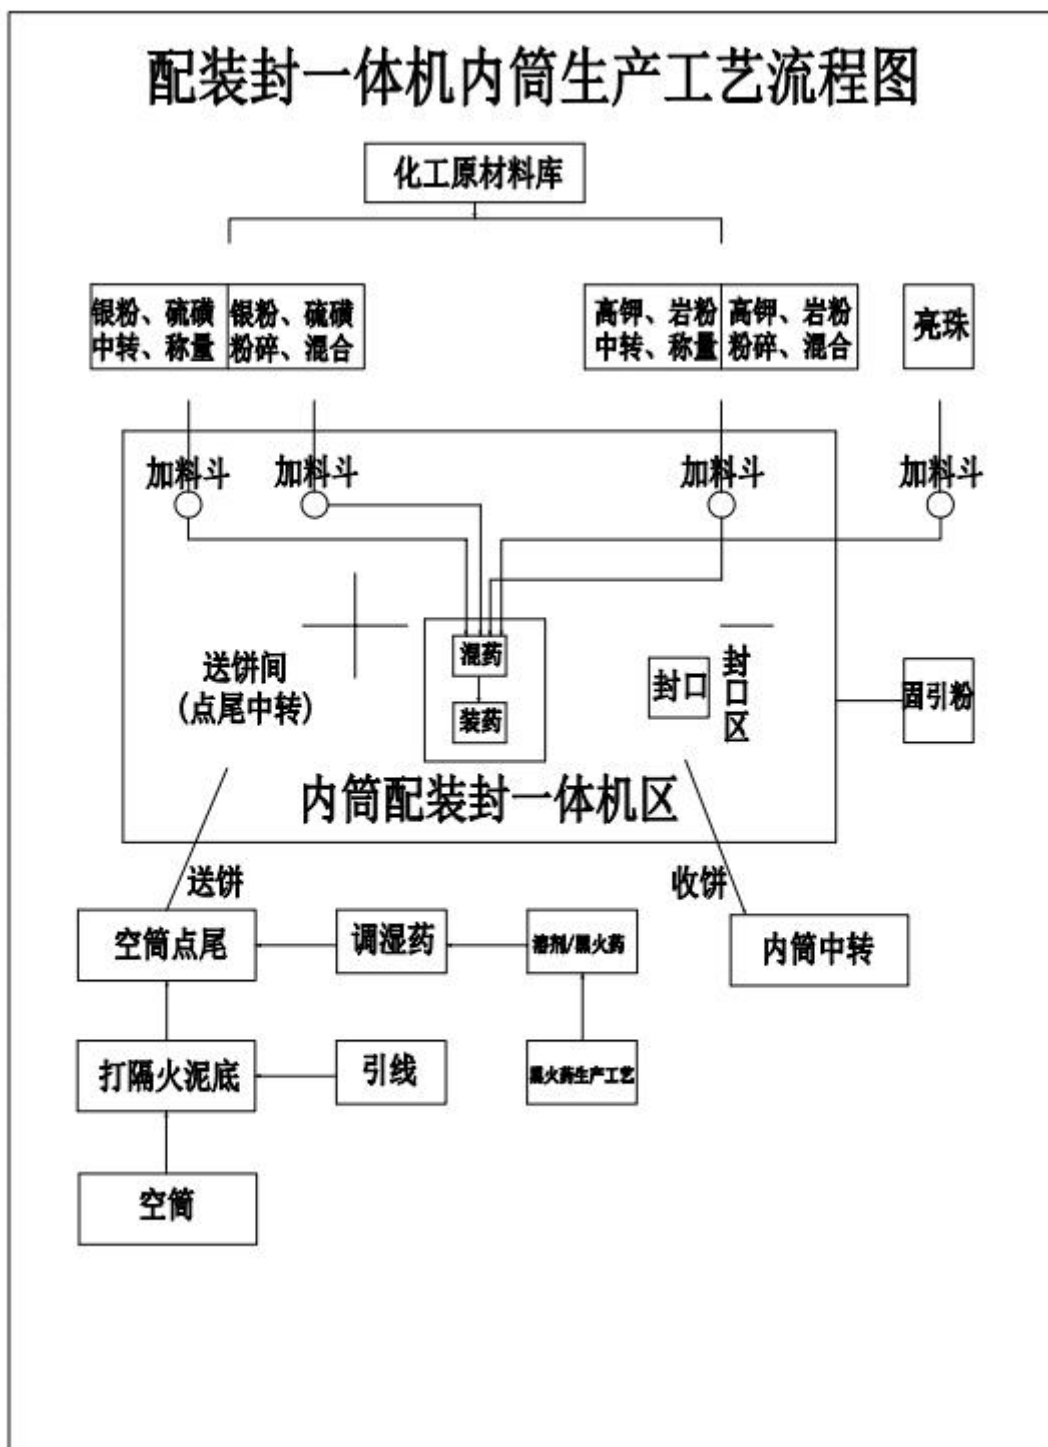 配装封一体机内筒生产工艺流程图
化工原材料库
银粉、硫磺
中转、称量
银粉、硫磺
粉碎、混合
高钾、岩粉
中转、称量
高钾、岩粉
粉碎、混合
亮珠
加料斗
加料斗
加料斗
加料斗
混药
装药
送饼间
(点尾中转)
封口
封口区
固引粉
内筒配装封一体机区
送饼
收饼
空筒点尾
调湿药
溶剂/黑火药
内筒中转
打隔火泥底
引线
黑火药生产工艺
空筒